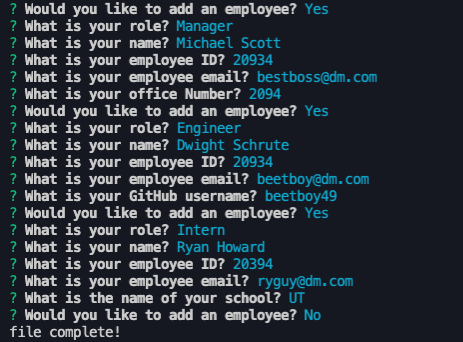 ? Would you like to add an employee? Yes
? What is your role? Manager
? What is your name? Michael Scott
? What is your employee ID? 20934
? What is your employee email? bestboss@dm.com
? What is your office Number? 2094
? Would you like to add an employee? Yes
? What is your role? Engineer
? What is your name? Dwight Schrute
? What is your employee ID? 20934
? What is your employee email? beetboy@dm.com
? What is your GitHub username? beetboy49
? Would you like to add an employee? Yes
? What is your role? Intern
? What is your name? Ryan Howard
? What is your employee ID? 20394
? What is your employee email? ryguy@dm.com
? What is the name of your school? UT
? Would you like to add an employee? No
file complete!